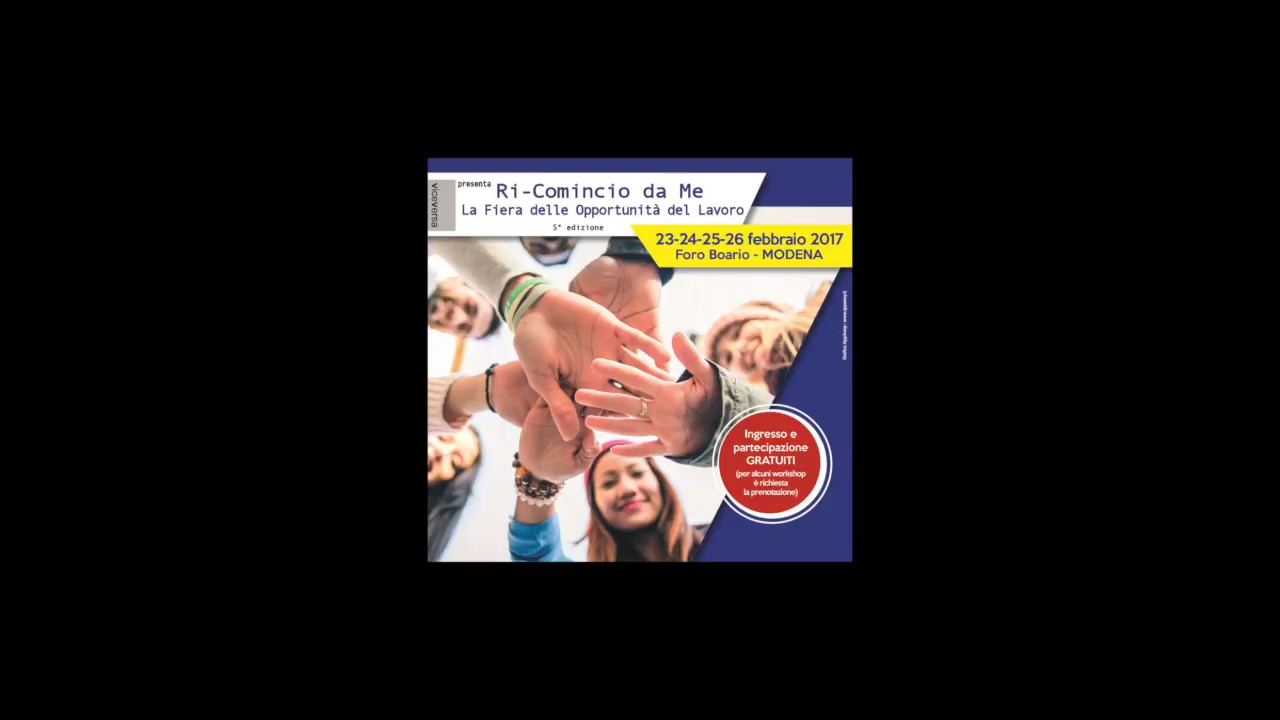 viceversa
presenta
Ri-Comincio da Me
La Fiera delle Opportunità del Lavoro
5° edizione
23-24-25-26 febbraio 2017
Foro Boario - MODENA
Ingresso e
partecipazione
GRATUITI
(per alcuni workshop
è richiesta
la prenotazione)